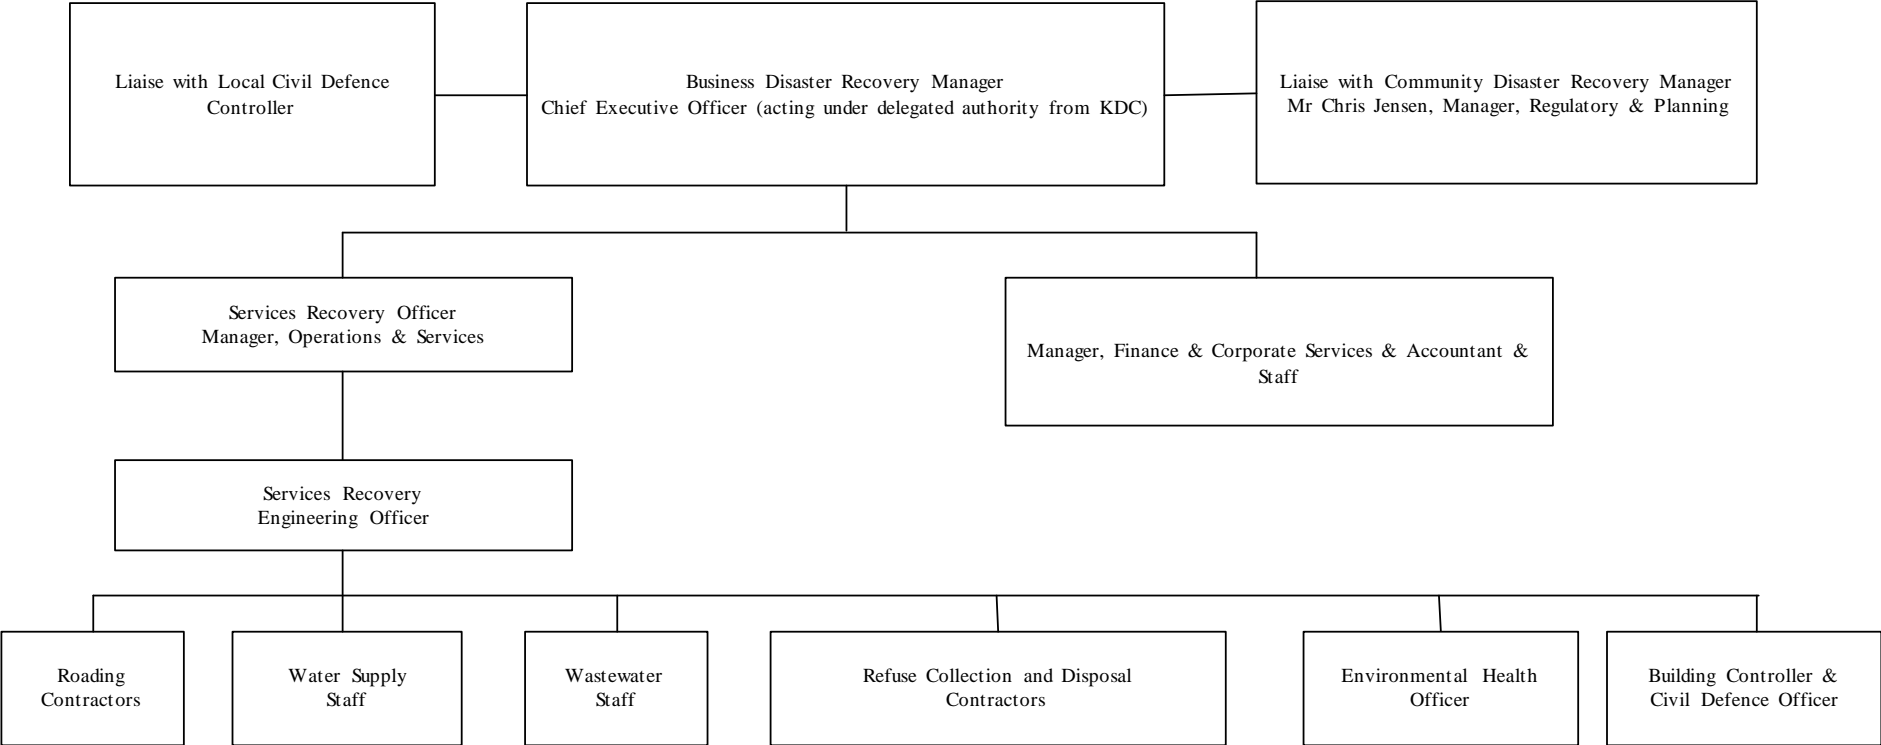 Liaise with Local Civil Defence
Controller
Business Disaster Recovery Manager
Chief Executive Officer (acting under delegated authority from KDC)
Liaise with Community Disaster Recovery Manager
Mr Chris Jensen, Manager, Regulatory & Planning
Services Recovery Officer
Manager, Operations & Services
Manager, Finance & Corporate Services & Accountant &
Staff
Services Recovery
Engineering Officer
Roading
Contractors
Water Supply
Staff
Wastewater
Staff
Refuse Collection and Disposal
Contractors
Environmental Health
Officer
Building Controller &
Civil Defence Officer